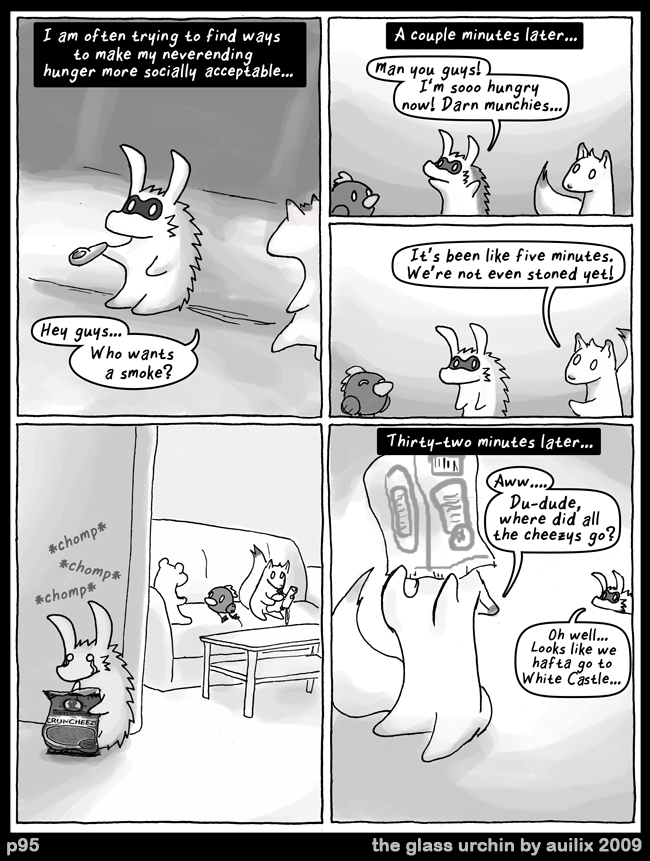 I am often trying to find ways
to make my neverending
hunger more socially acceptable...
Hey guys...
Who wants
a smoke?
A couple minutes later...
Man you guys!
I'm sooo hungry
now! Darn munchies...
It's been like five minutes.
We're not even stoned yet!
*chomp*
*chomp*
*chomp*
CRUNCHEEZ
Thirty-two minutes later...
Aww....
Du-dude,
where did all
the cheezys go?
Oh well...
Looks like we
hafta go to
White Castle...
p95
the glass urchin by auilix 2009